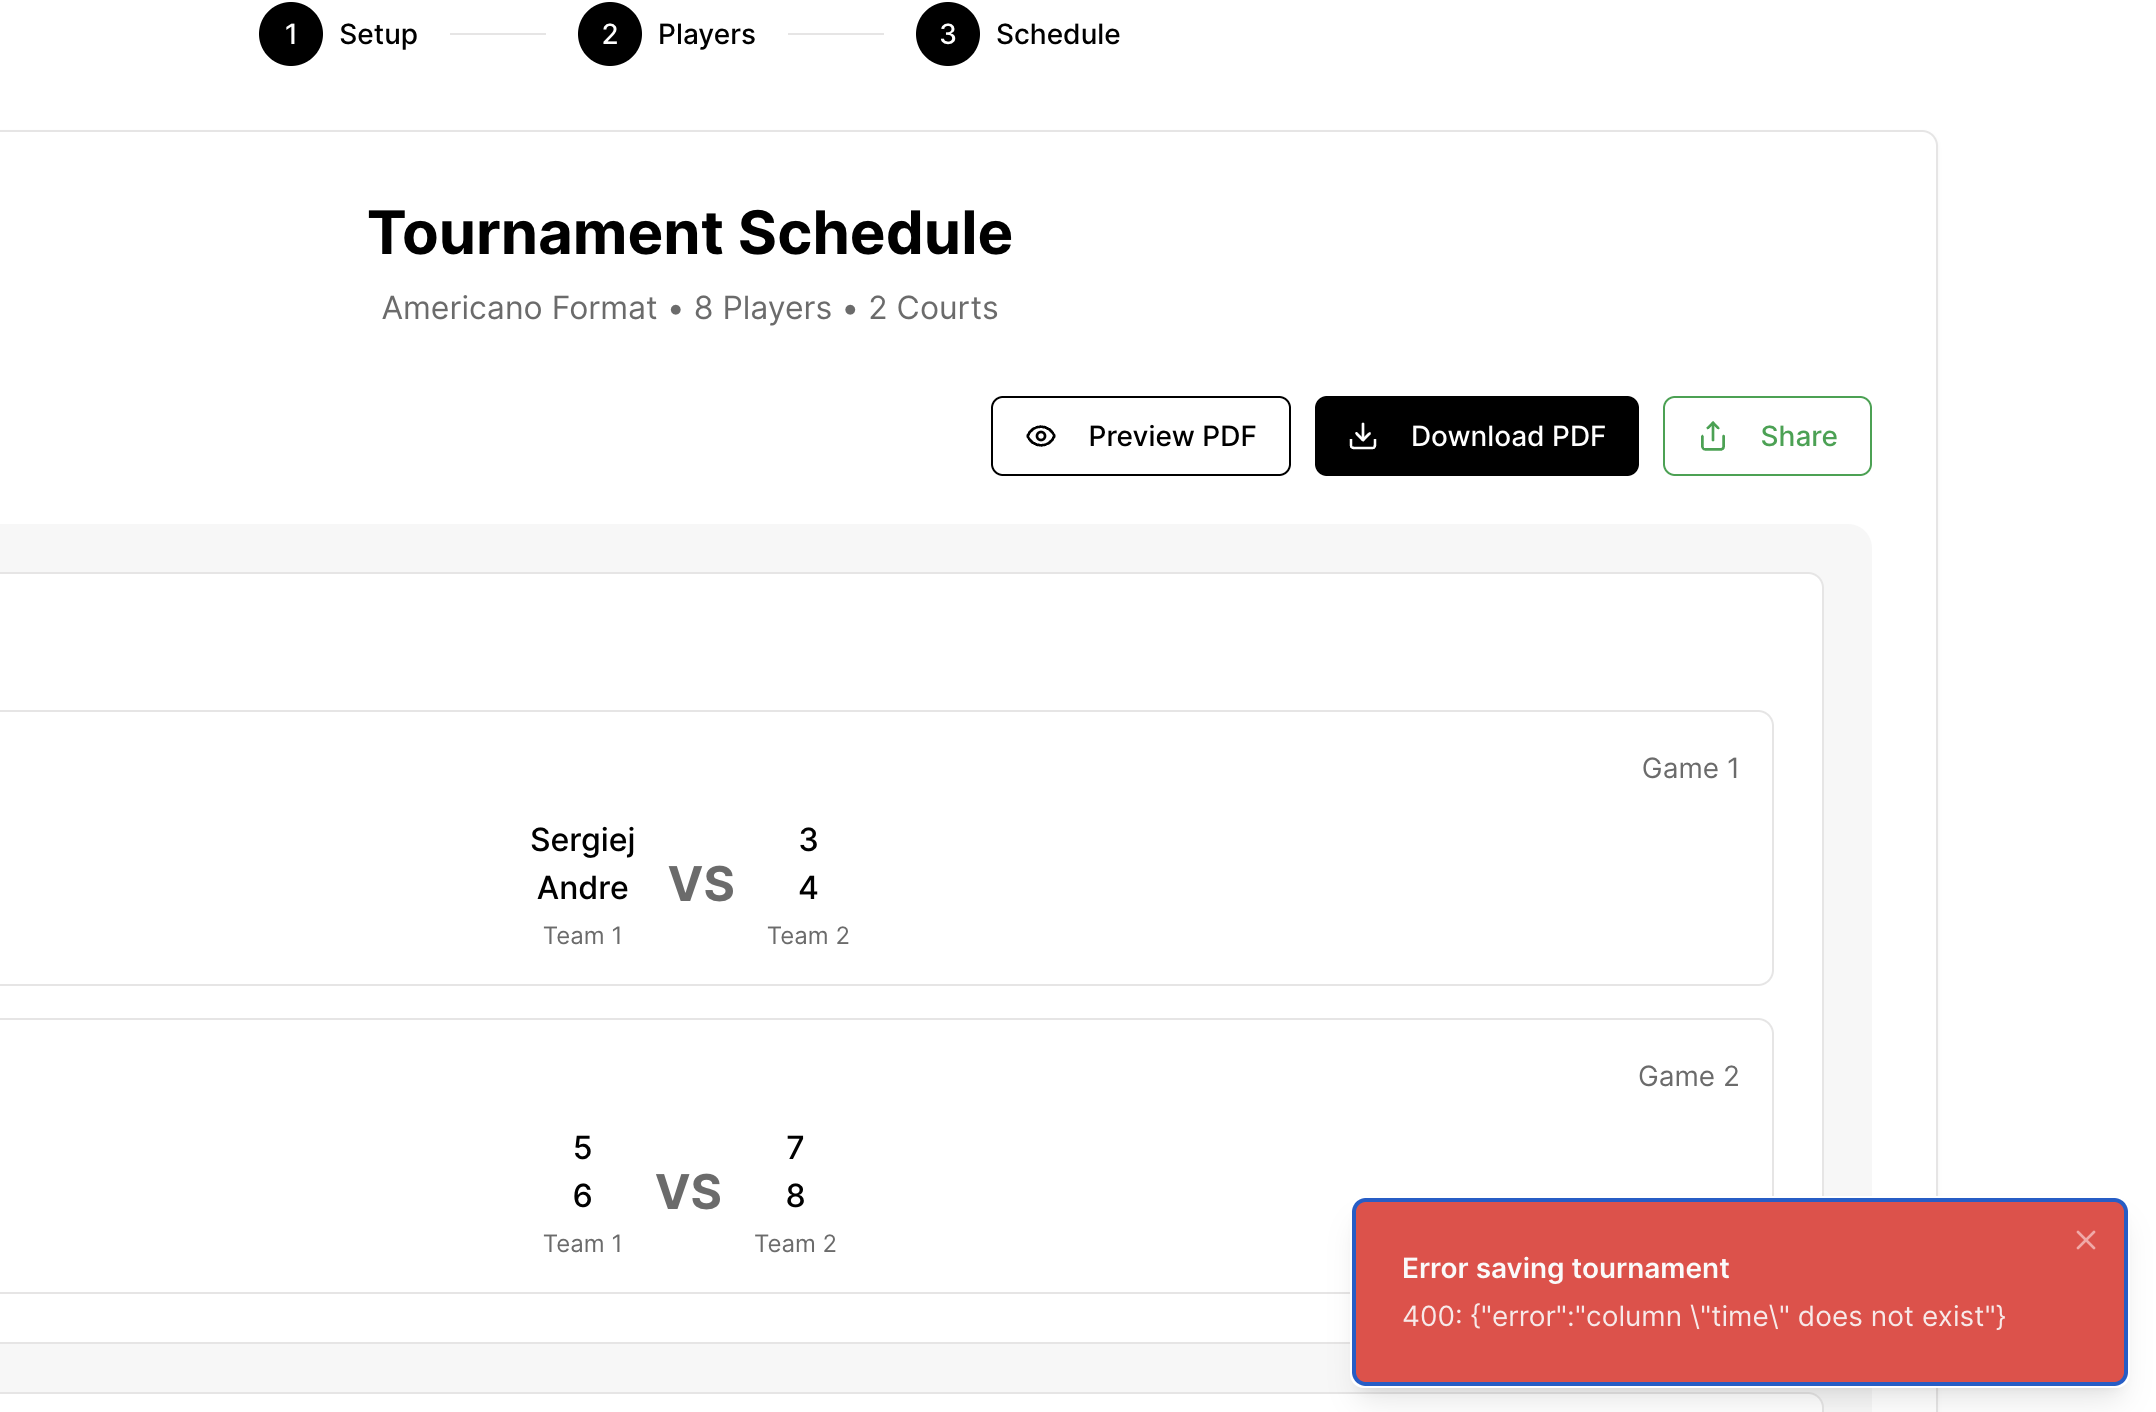 1 Setup 2 Players 3 Schedule
Tournament Schedule
Americano Format • 8 Players • 2 Courts
Preview PDF Download PDF Share
Game 1
Sergiej
Andre
Team 1
VS
3
4
Team 2
Game 2
5
6
Team 1
VS
7
8
Team 2
Error saving tournament
400: {"error":"column \"time\" does not exist"}